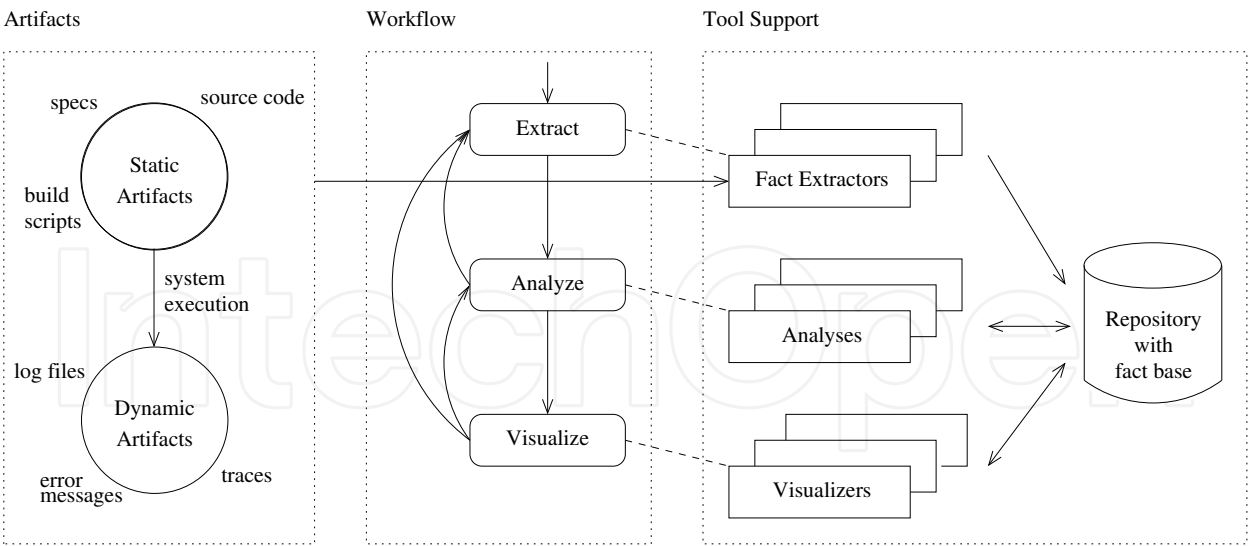 Artifacts
Workflow
Tool Support
specs
source code
Static
Artifacts
build
scripts
system
execution
log files
Dynamic
Artifacts
error
messages
traces
Extract
Analyze
Visualize
Fact Extractors
Analyses
Visualizers
Repository
with
fact base
IntechOpen